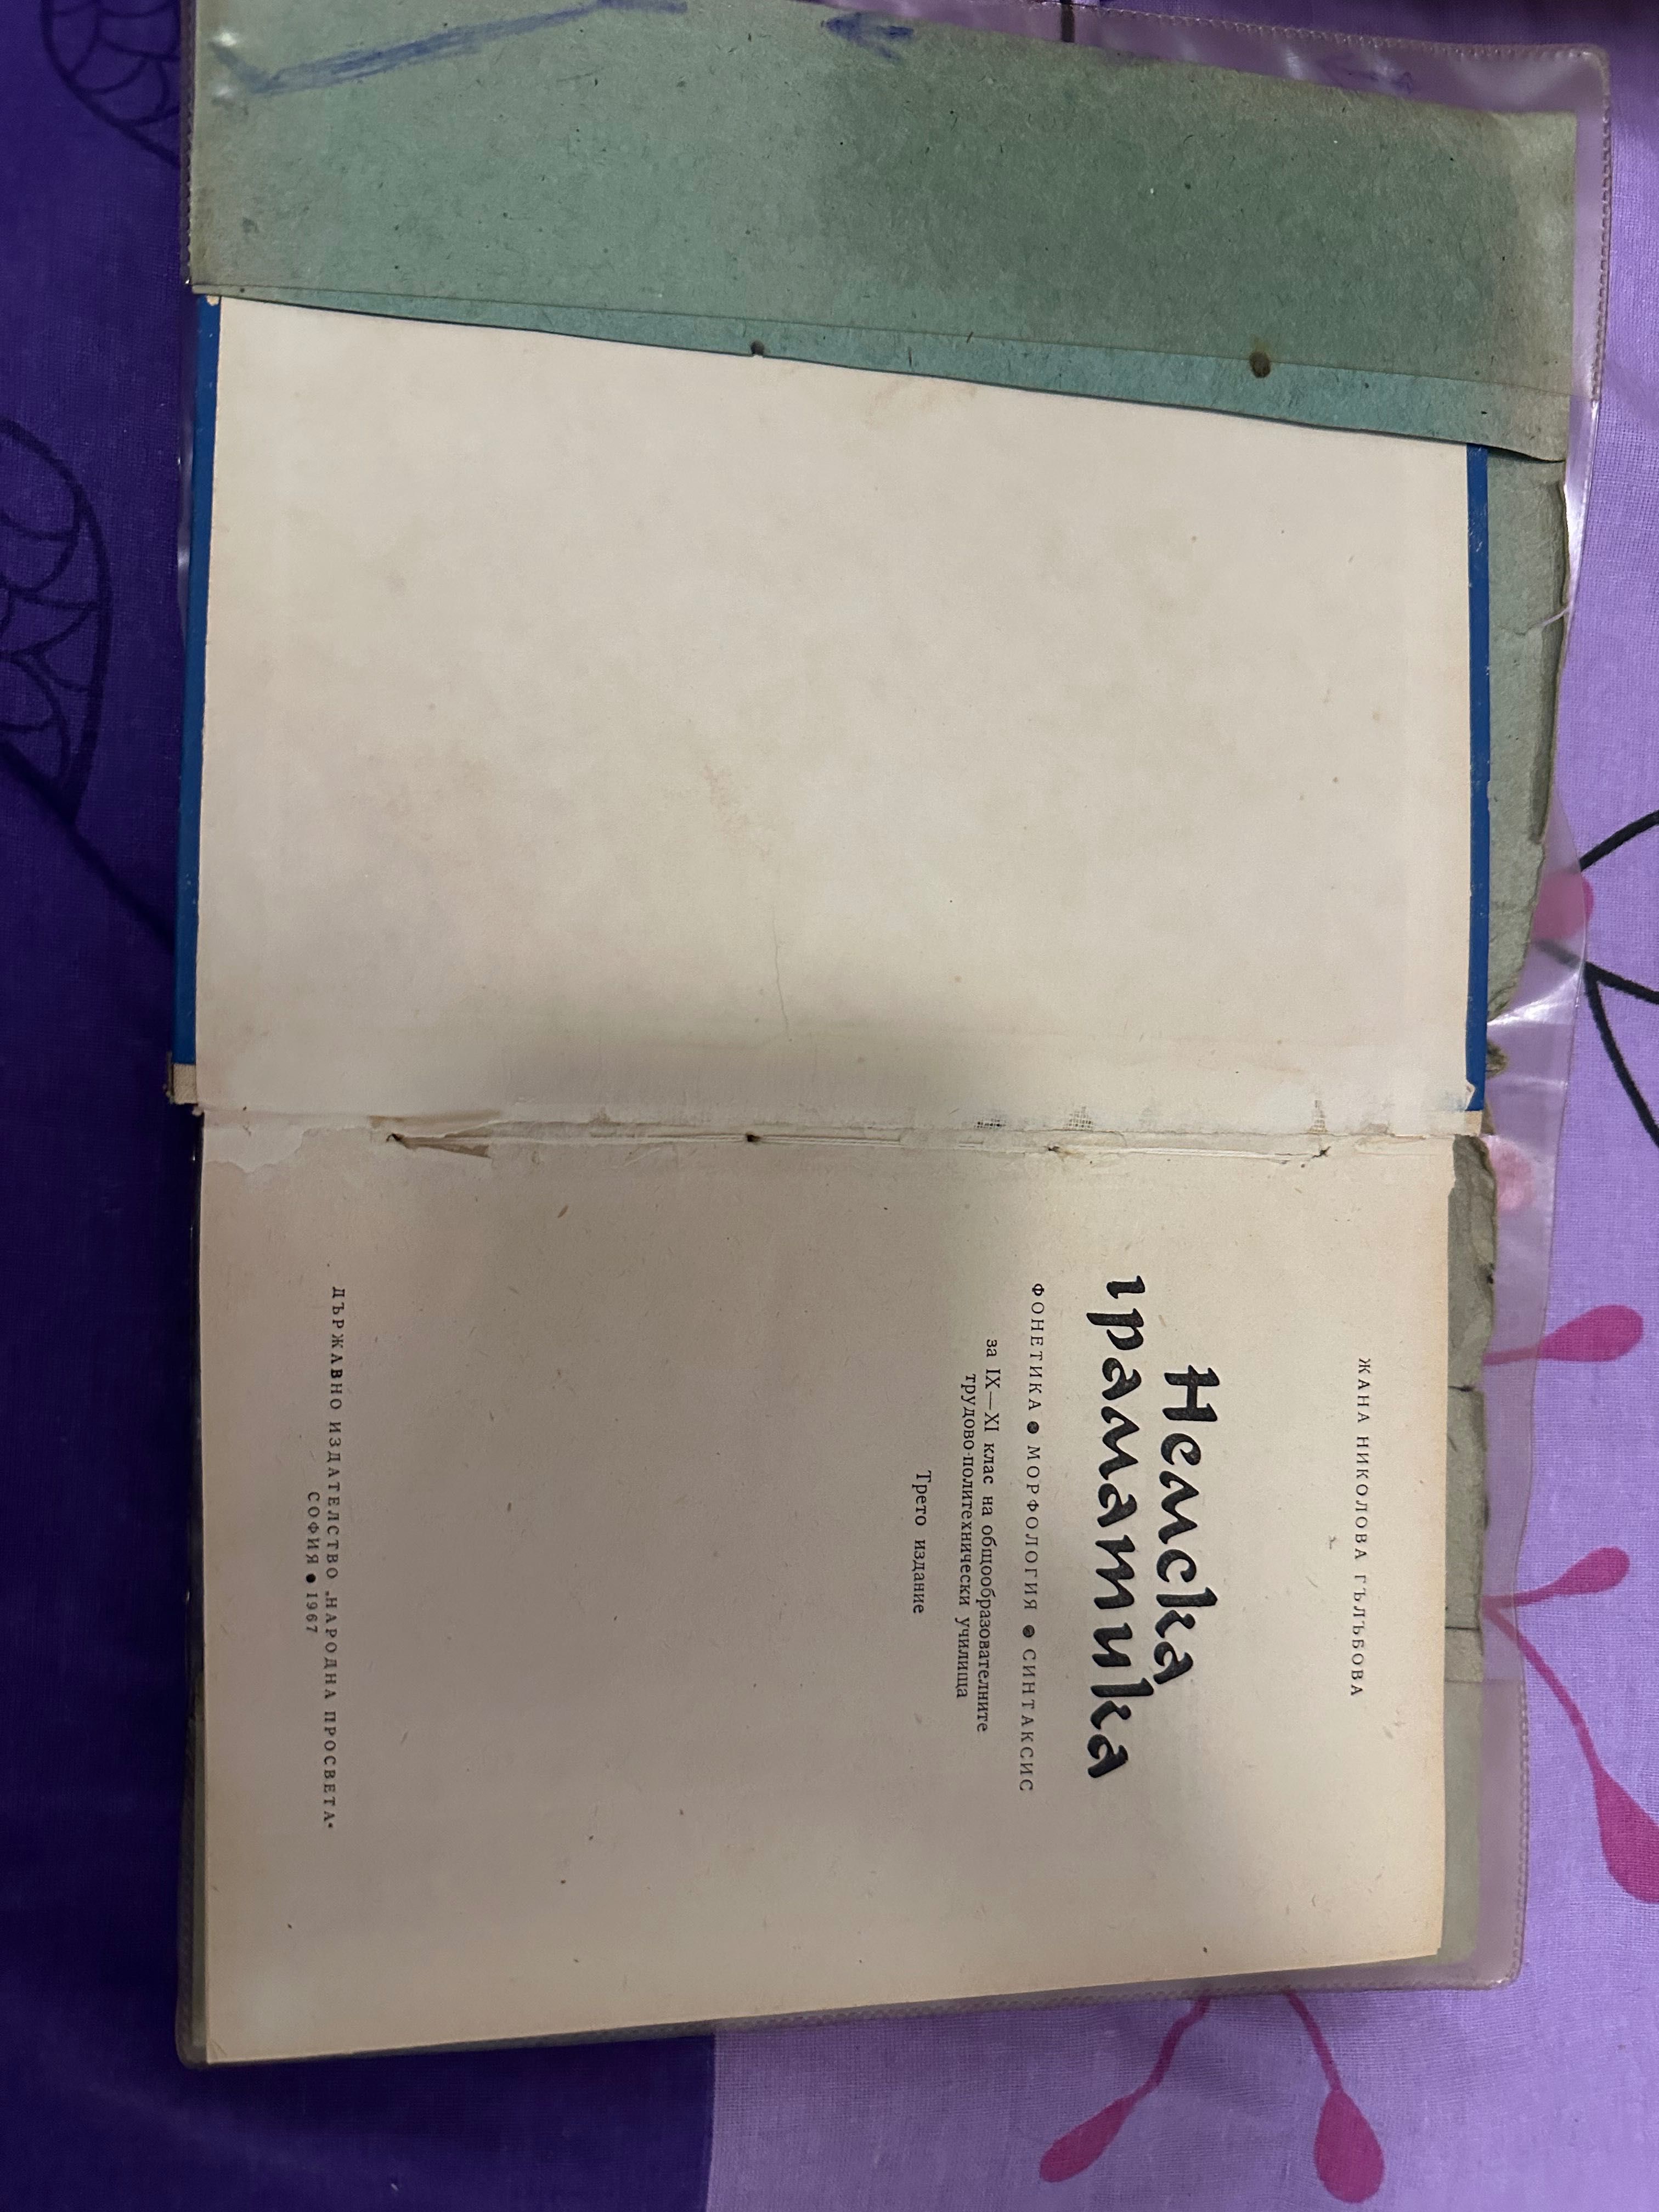 ЖАНА НИКОЛОВА ГЪЛЪБОВА
Немска
граматика
ФОНЕТИКА ● МОРФОЛОГИЯ ● СИНТАКСИС
за IX—XI клас на общообразователните
трудово-политехнически училища
Трето издание
ДЪРЖАВНО ИЗДАТЕЛСТВО „НАРОДНА ПРОСВЕТА“
СОФИЯ ● 1967